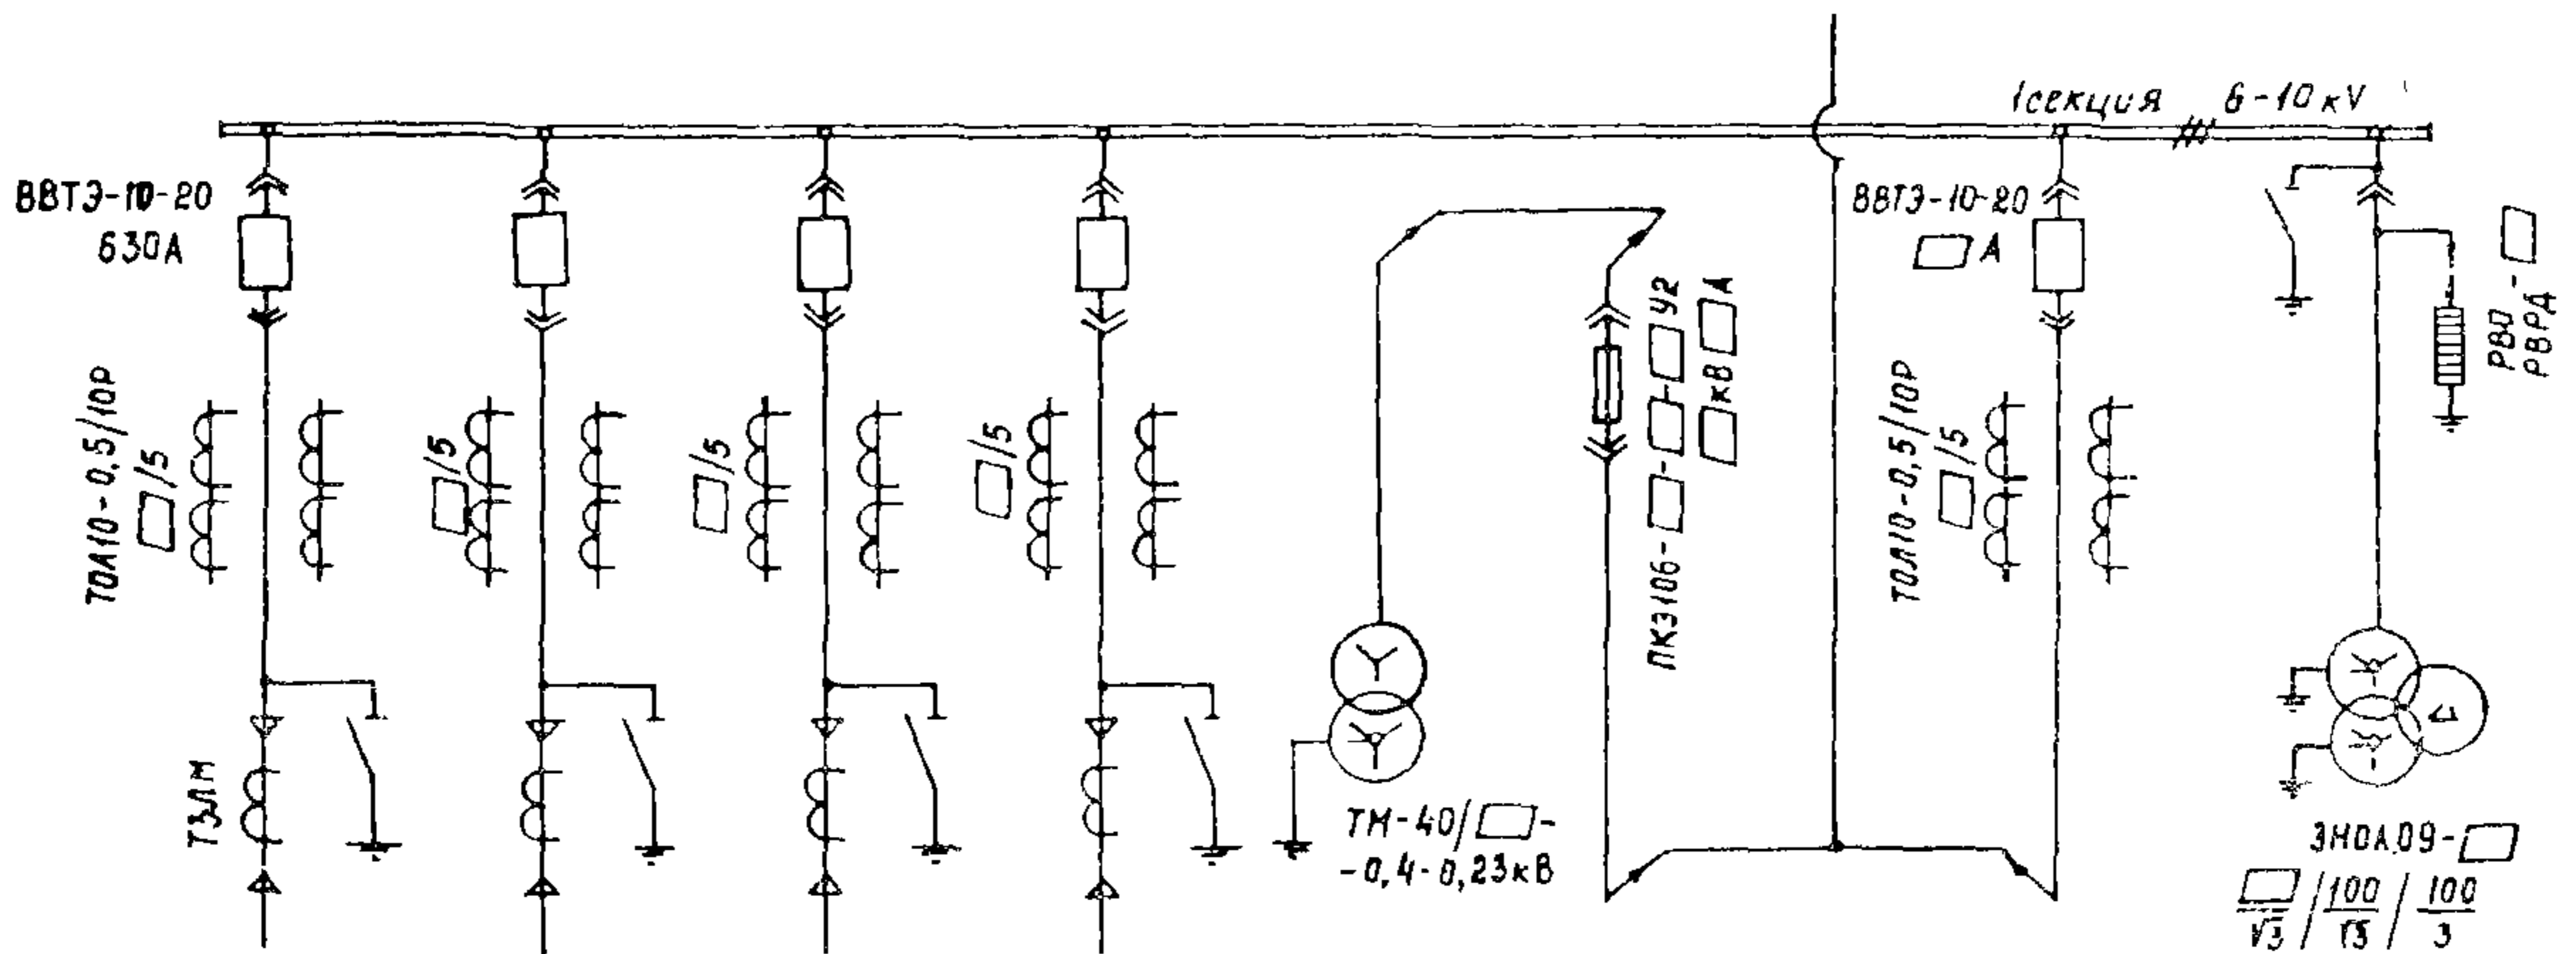 1секция 6-10 кV
ВВТЭ-10-20
630А
ТОЛ10-0,5/10Р
▢/5
▢/5
▢/5
▢/5
ТЗЛМ
ТМ-40/▢-
-0,4-0,23кВ
ПКЭ106-▢-▢-▢У2
▢кВ▢А
ВВТЭ-10-20
▢А
ТОЛ10-0,5/10Р
▢/5
РВО-▢
РВРД
ЗНОЛ.09-▢
▢/√3 / 100/√3 / 100/3